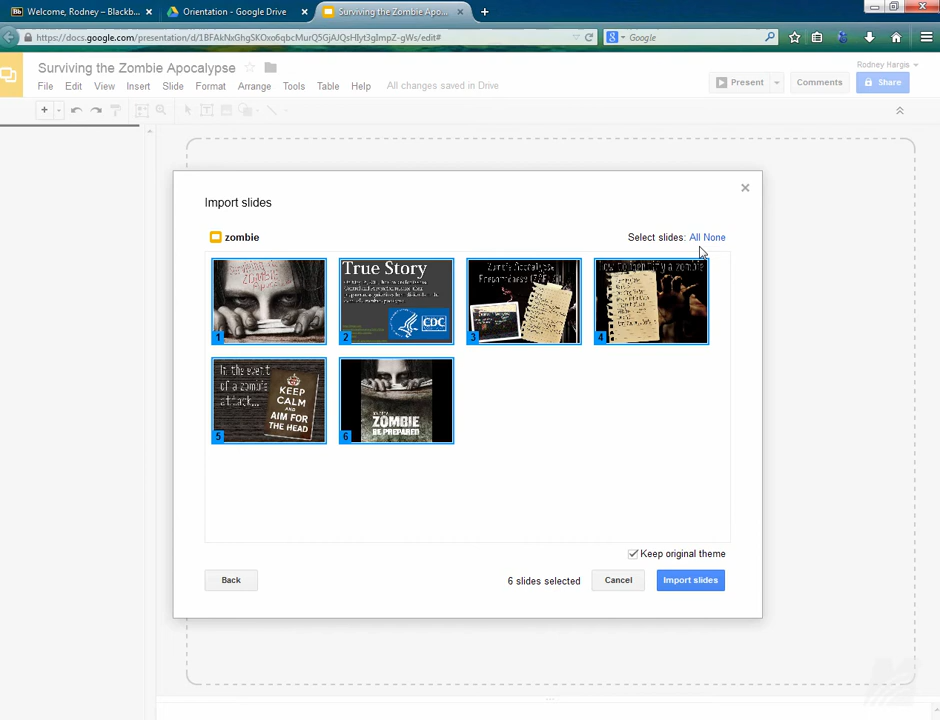 Welcome, Rodney – Blackb...
Orientation - Google Drive
Surviving the Zombie Apo...
https://docs.google.com/presentation/d/1BFAkNxGhgSKOxo6qbcMurQ5GjAJQsHlyt3gImpZ-gWs/edit#
Google
Surviving the Zombie Apocalypse
Rodney Hargis
File Edit View Insert Slide Format Arrange Tools Table Help All changes saved in Drive
Present Comments Share
Import slides
zombie
Select slides: All None
True Story
CDC
1
2
3
4
In the event
of a zombie
attack...
KEEP
CALM
AND
AIM FOR
THE HEAD
ZOMBIE
BE PREPARED
5
6
Keep original theme
Back
6 slides selected
Cancel
Import slides